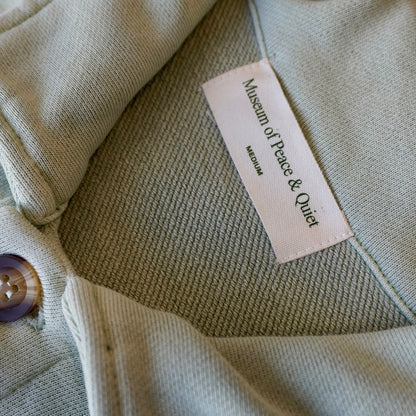 Museum of Peace & Quiet
MEDIUM